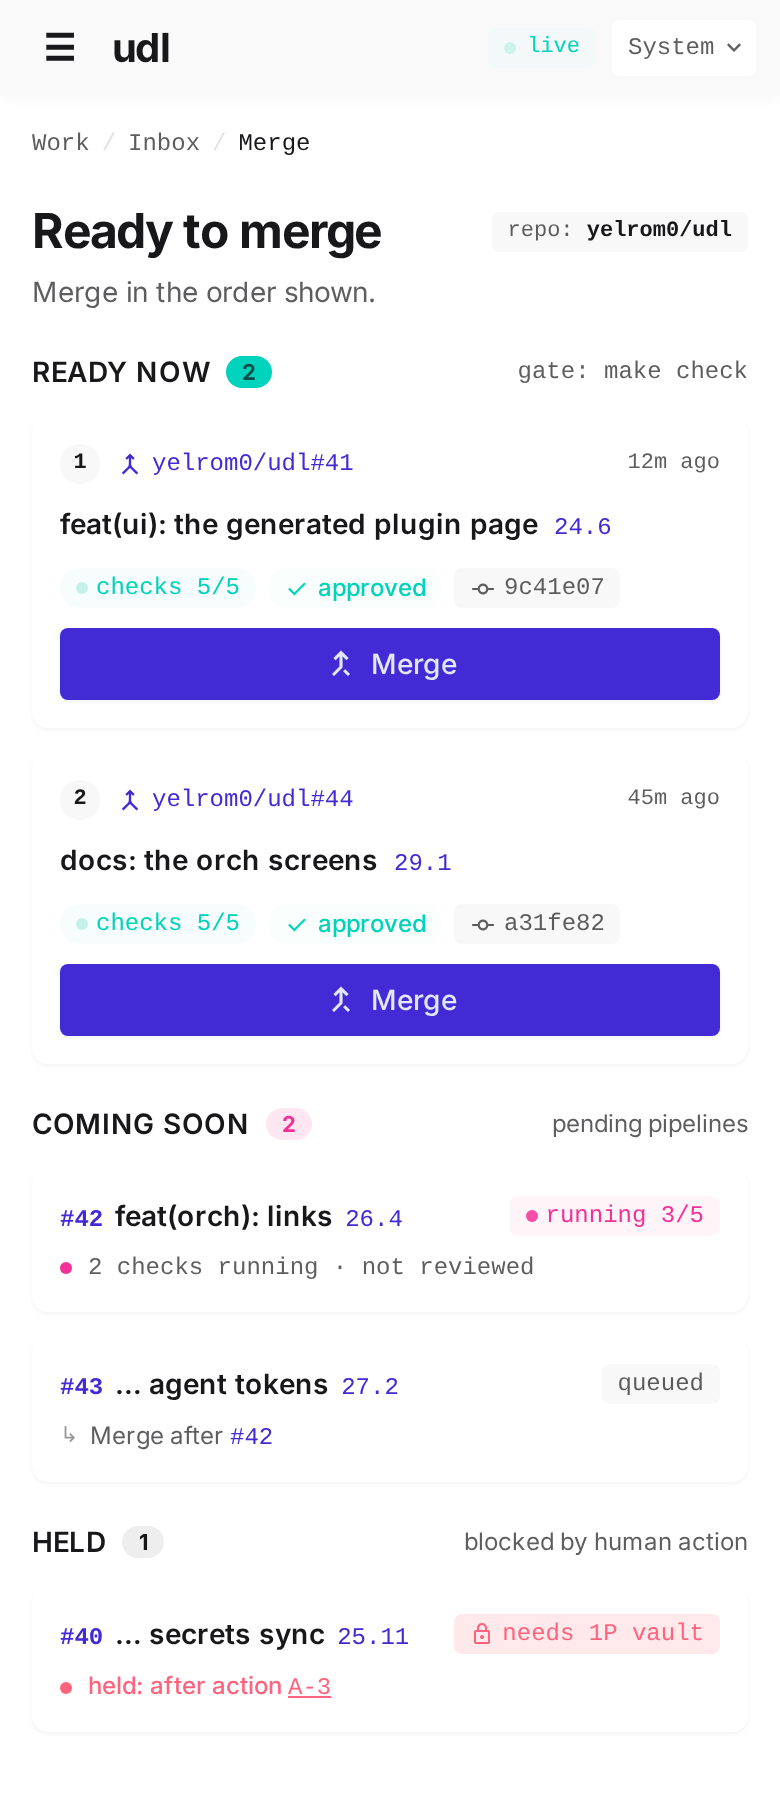 ☰ udl live System
Work / Inbox / Merge
Ready to merge repo: yelrom0/udl
Merge in the order shown.
READY NOW 2 gate: make check
1 yelrom0/udl#41 12m ago
feat(ui): the generated plugin page 24.6
checks 5/5 ✓ approved 9c41e07
Merge
2 yelrom0/udl#44 45m ago
docs: the orch screens 29.1
checks 5/5 ✓ approved a31fe82
Merge
COMING SOON 2 pending pipelines
#42 feat(orch): links 26.4 running 3/5
2 checks running · not reviewed
#43 ... agent tokens 27.2 queued
↳ Merge after #42
HELD 1 blocked by human action
#40 ... secrets sync 25.11 needs 1P vault
held: after action A-3